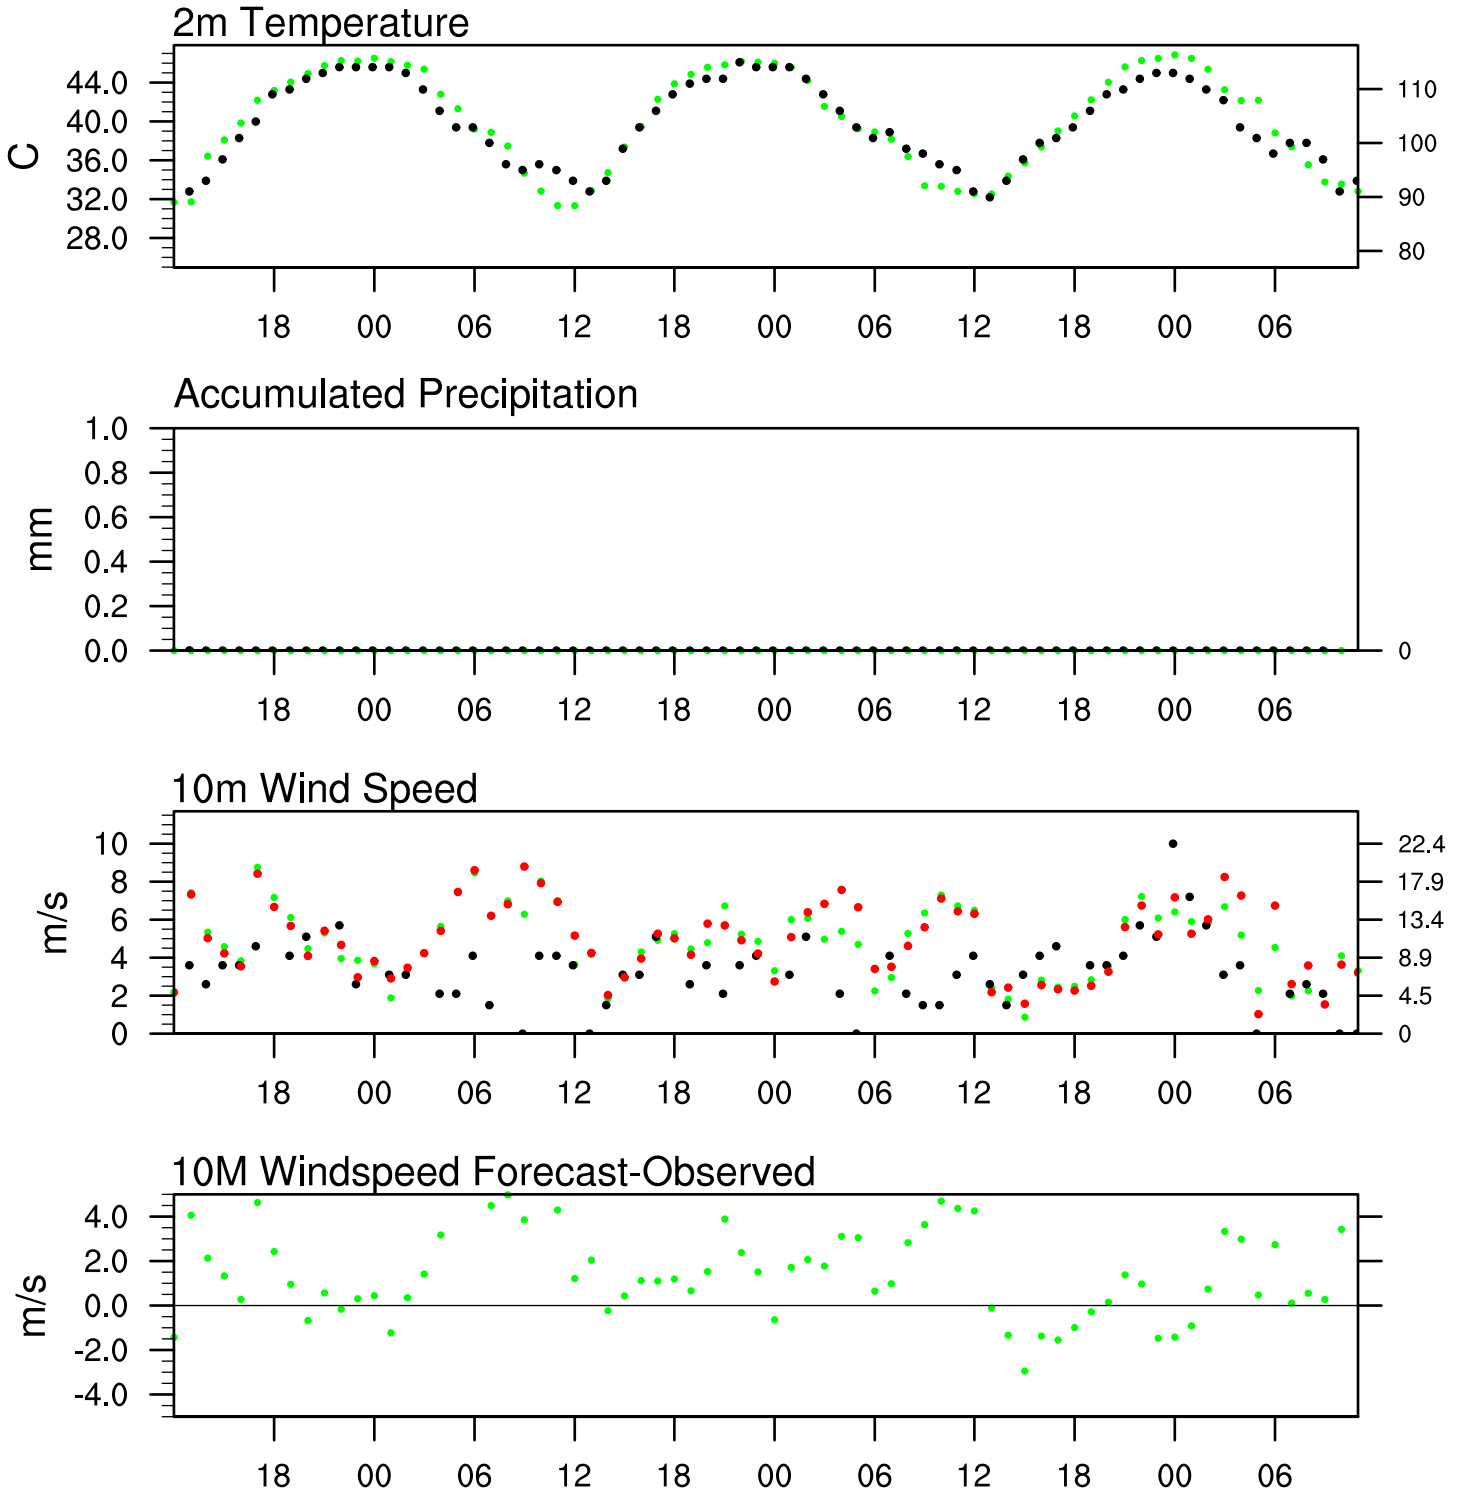 2m Temperature
44.0
40.0
36.0
32.0
28.0
C
110
100
90
80
18 00 06 12 18 00 06 12 18 00 06
Accumulated Precipitation
1.0
0.8
0.6
0.4
0.2
0.0
mm
0
18 00 06 12 18 00 06 12 18 00 06
10m Wind Speed
10
8
6
4
2
0
m/s
22.4
17.9
13.4
8.9
4.5
0
18 00 06 12 18 00 06 12 18 00 06
10M Windspeed Forecast-Observed
4.0
2.0
0.0
-2.0
-4.0
m/s
18 00 06 12 18 00 06 12 18 00 06